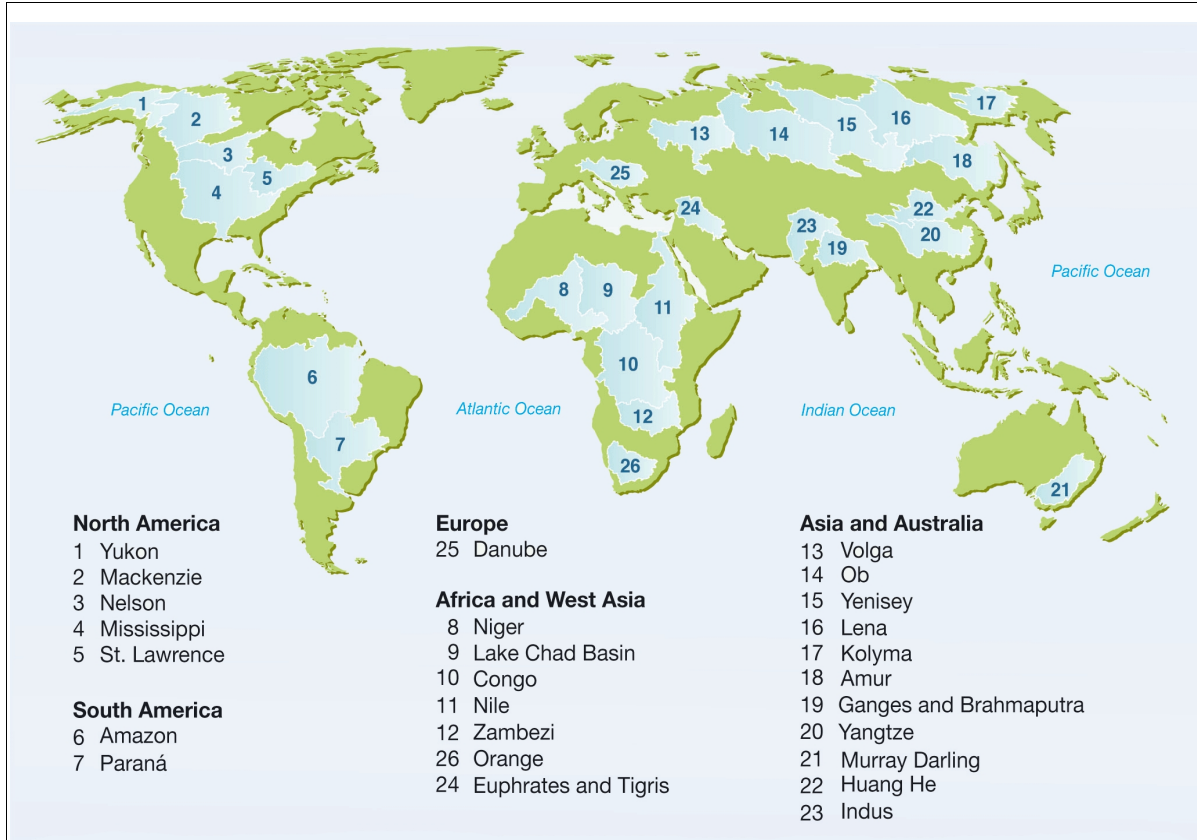 1
2
3
4
5
6
7
8
9
10
11
12
13
14
15
16
17
18
19
20
21
22
23
24
25
26
Pacific Ocean
Pacific Ocean
Atlantic Ocean
Indian Ocean
North America
1 Yukon
2 Mackenzie
3 Nelson
4 Mississippi
5 St. Lawrence
South America
6 Amazon
7 Paraná
Europe
25 Danube
Africa and West Asia
8 Niger
9 Lake Chad Basin
10 Congo
11 Nile
12 Zambezi
26 Orange
24 Euphrates and Tigris
Asia and Australia
13 Volga
14 Ob
15 Yenisey
16 Lena
17 Kolyma
18 Amur
19 Ganges and Brahmaputra
20 Yangtze
21 Murray Darling
22 Huang He
23 Indus